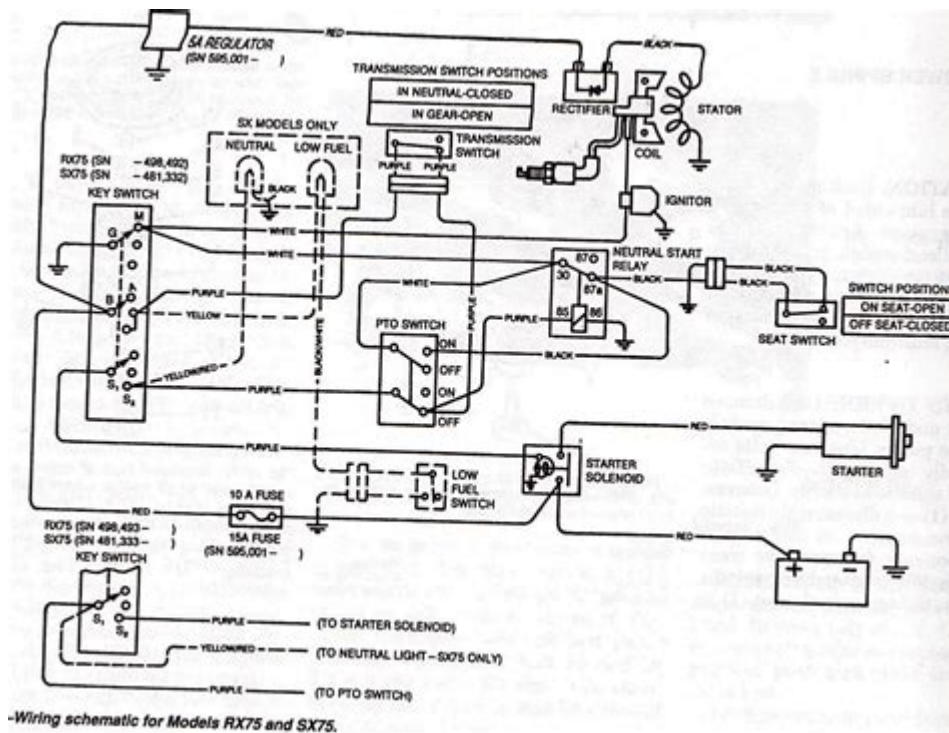 5A REGULATOR
(SN 595,001 – )
RED
BLACK
TRANSMISSION SWITCH POSITIONS
IN NEUTRAL-CLOSED
IN GEAR-OPEN
RECTIFIER
STATOR
COIL
SX MODELS ONLY
NEUTRAL LOW FUEL
TRANSMISSION
SWITCH
PURPLE PURPLE
BLACK
IGNITOR
RX75 (SN – 498,492)
SX75 (SN – 481,332)
KEY SWITCH
M
G
B
A
S₁
S₂
WHITE
WHITE
NEUTRAL START
RELAY
87
30
87a
85
86
BLACK
BLACK
BLACK
SWITCH POSITION
ON SEAT-OPEN
OFF SEAT-CLOSED
SEAT SWITCH
PURPLE
YELLOW
WHITE
PURPLE
PURPLE
BLACK/WHITE
PTO SWITCH
ON
OFF
ON
OFF
BLACK
YELLOW/RED
PURPLE
PURPLE
RED
STARTER
SOLENOID
STARTER
LOW
FUEL
SWITCH
RED
10 A FUSE
15A FUSE
(SN 595,001 – )
RED
+ –
RX75 (SN 498,493 – )
SX75 (SN 481,333 – )
KEY SWITCH
S₁
S₂
PURPLE (TO STARTER SOLENOID)
YELLOW/RED (TO NEUTRAL LIGHT – SX75 ONLY)
PURPLE (TO PTO SWITCH)
Wiring schematic for Models RX75 and SX75.